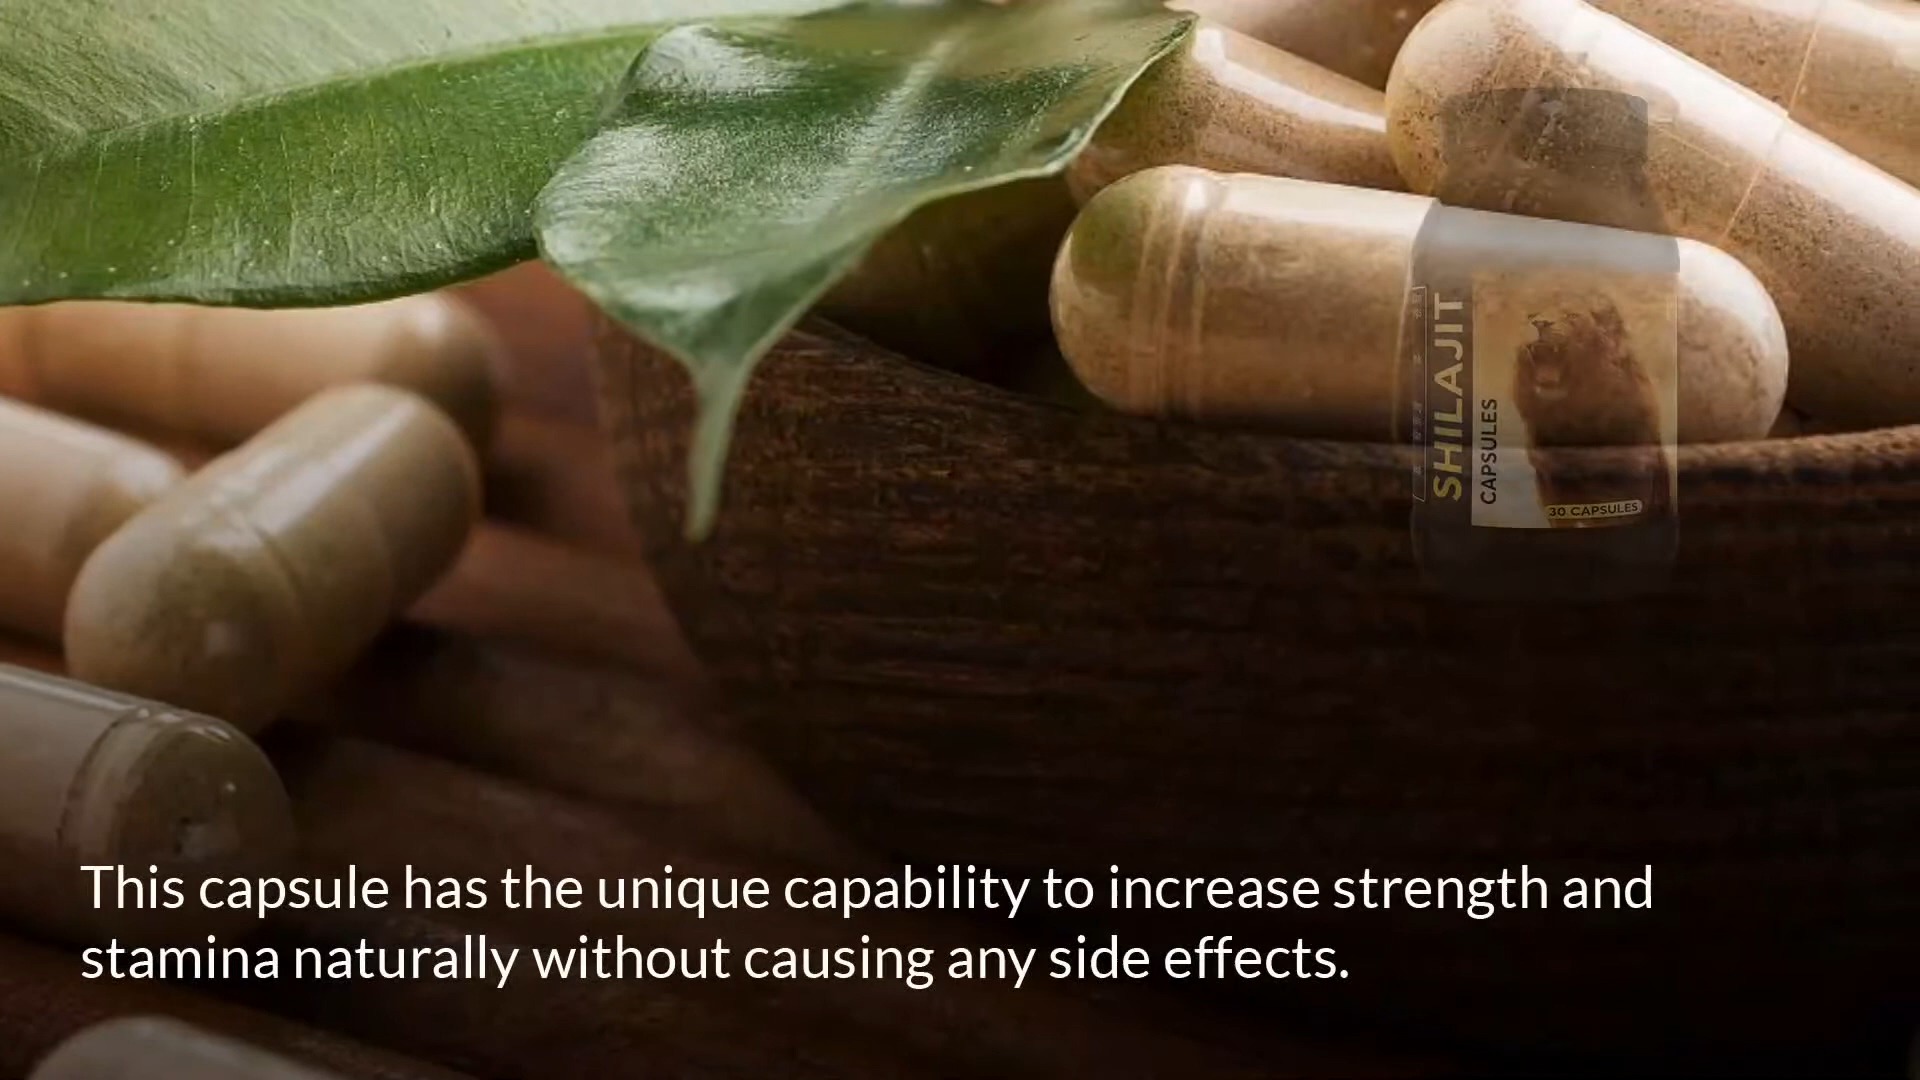 SHILAJIT
CAPSULES
30 CAPSULES
This capsule has the unique capability to increase strength and
stamina naturally without causing any side effects.